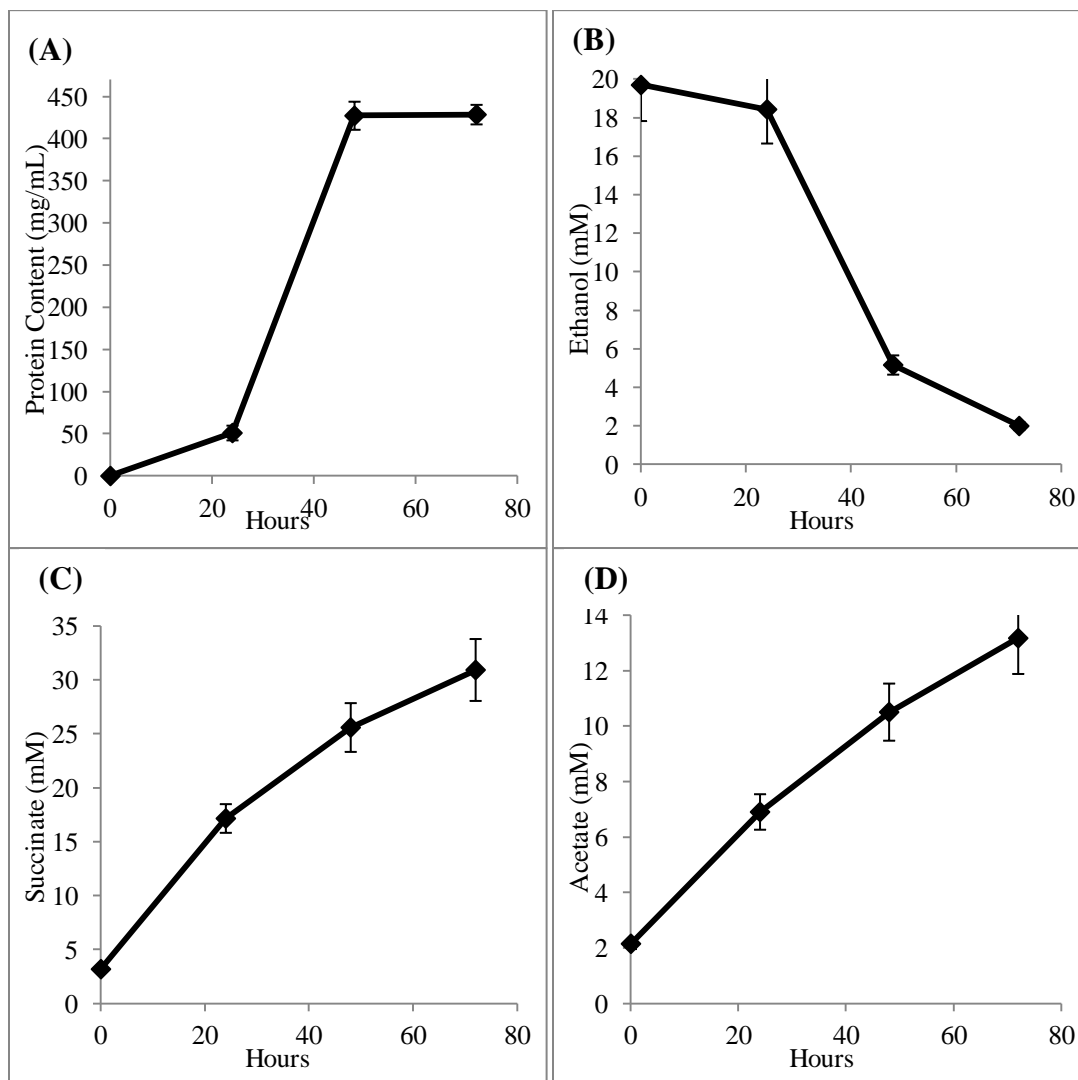 (A)
Protein Content (mg/mL)
450
400
350
300
250
200
150
100
50
0
0 20 40 60 80
Hours
(B)
Ethanol (mM)
20
18
16
14
12
10
8
6
4
2
0
0 20 40 60 80
Hours
(C)
Succinate (mM)
35
30
25
20
15
10
5
0
0 20 40 60 80
Hours
(D)
Acetate (mM)
14
12
10
8
6
4
2
0
0 20 40 60 80
Hours